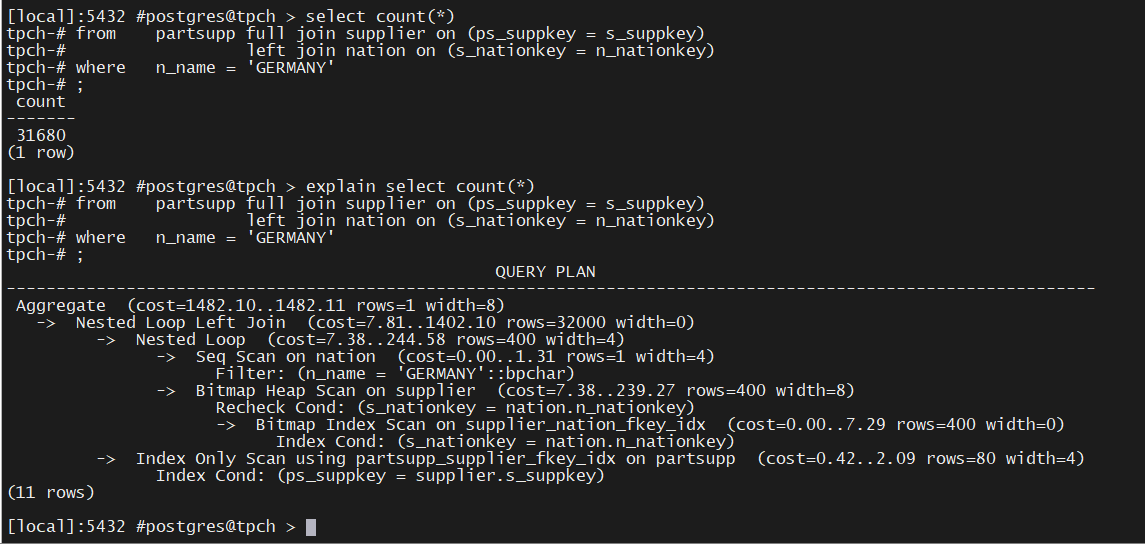 [local]:5432 #postgres@tpch > select count(*)
tpch-# from    partsupp full join supplier on (ps_suppkey = s_suppkey)
tpch-#                  left join nation on (s_nationkey = n_nationkey)
tpch-# where   n_name = 'GERMANY'
tpch-# ;
 count
-------
 31680
(1 row)

[local]:5432 #postgres@tpch > explain select count(*)
tpch-# from    partsupp full join supplier on (ps_suppkey = s_suppkey)
tpch-#                  left join nation on (s_nationkey = n_nationkey)
tpch-# where   n_name = 'GERMANY'
tpch-# ;
                                                 QUERY PLAN
--------------------------------------------------------------------------------------------------------------
 Aggregate  (cost=1482.10..1482.11 rows=1 width=8)
   ->  Nested Loop Left Join  (cost=7.81..1402.10 rows=32000 width=0)
         ->  Nested Loop  (cost=7.38..244.58 rows=400 width=4)
               ->  Seq Scan on nation  (cost=0.00..1.31 rows=1 width=4)
                     Filter: (n_name = 'GERMANY'::bpchar)
               ->  Bitmap Heap Scan on supplier  (cost=7.38..239.27 rows=400 width=8)
                     Recheck Cond: (s_nationkey = nation.n_nationkey)
                     ->  Bitmap Index Scan on supplier_nation_fkey_idx  (cost=0.00..7.29 rows=400 width=0)
                           Index Cond: (s_nationkey = nation.n_nationkey)
         ->  Index Only Scan using partsupp_supplier_fkey_idx on partsupp  (cost=0.42..2.09 rows=80 width=4)
               Index Cond: (ps_suppkey = supplier.s_suppkey)
(11 rows)

[local]:5432 #postgres@tpch >